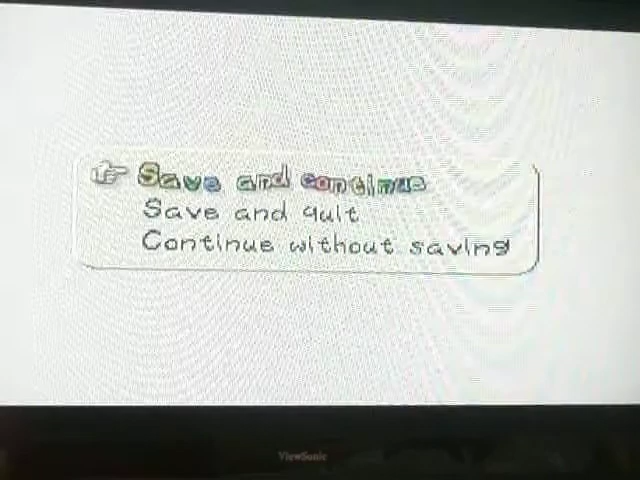 Save and continue
Save and quit
Continue without saving
ViewSonic